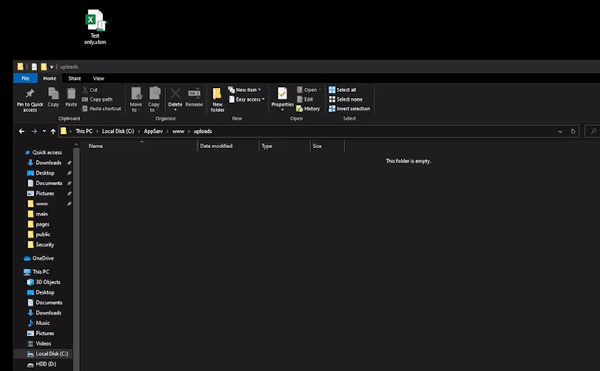 Test
only.xlsm
uploads
File
Home
Share
View
Pin to Quick
access
Copy
Paste
Cut
Copy path
Paste shortcut
Clipboard
Move
to
Copy
to
Delete
Rename
Organize
New
folder
New item
Easy access
New
Properties
Open
Edit
History
Open
Select all
Select none
Invert selection
Select
This PC > Local Disk (C:) > AppServ > www > uploads
Name
Date modified
Type
Size
This folder is empty.
Quick access
Downloads
Desktop
Documents
Pictures
www
main
pages
public
Security
OneDrive
This PC
3D Objects
Desktop
Documents
Downloads
Music
Pictures
Videos
Local Disk (C:)
HDD (D:)